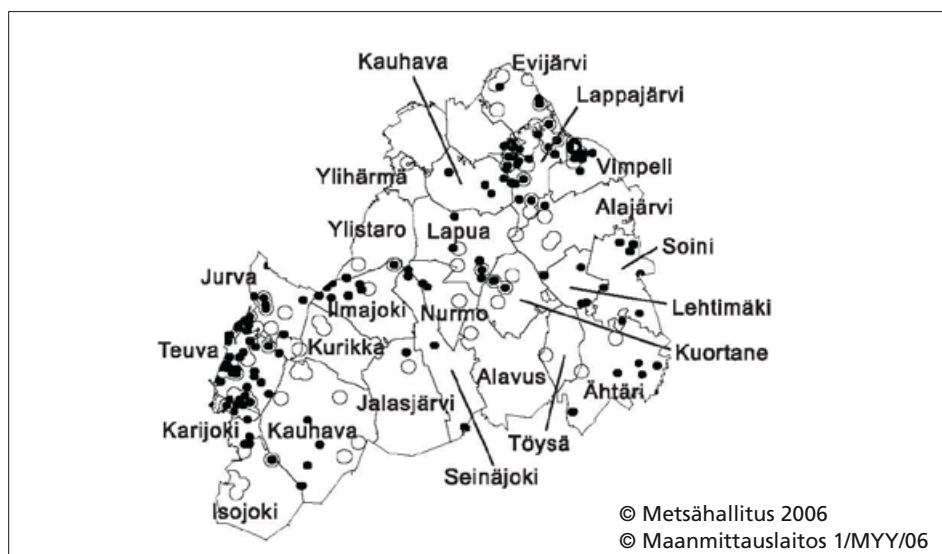 Evijärvi
Kauhava
Lappajärvi
Ylihärmä
Vimpeli
Alajärvi
Ylistaro
Lapua
Soini
Jurva
Ilmajoki
Nurmo
Lehtimäki
Teuva
Kurikka
Kuortane
Alavus
Jalasjärvi
Ähtäri
Karijoki
Kauhava
Töysä
Seinäjoki
Isojoki
© Metsähallitus 2006
© Maanmittauslaitos 1/MYY/06